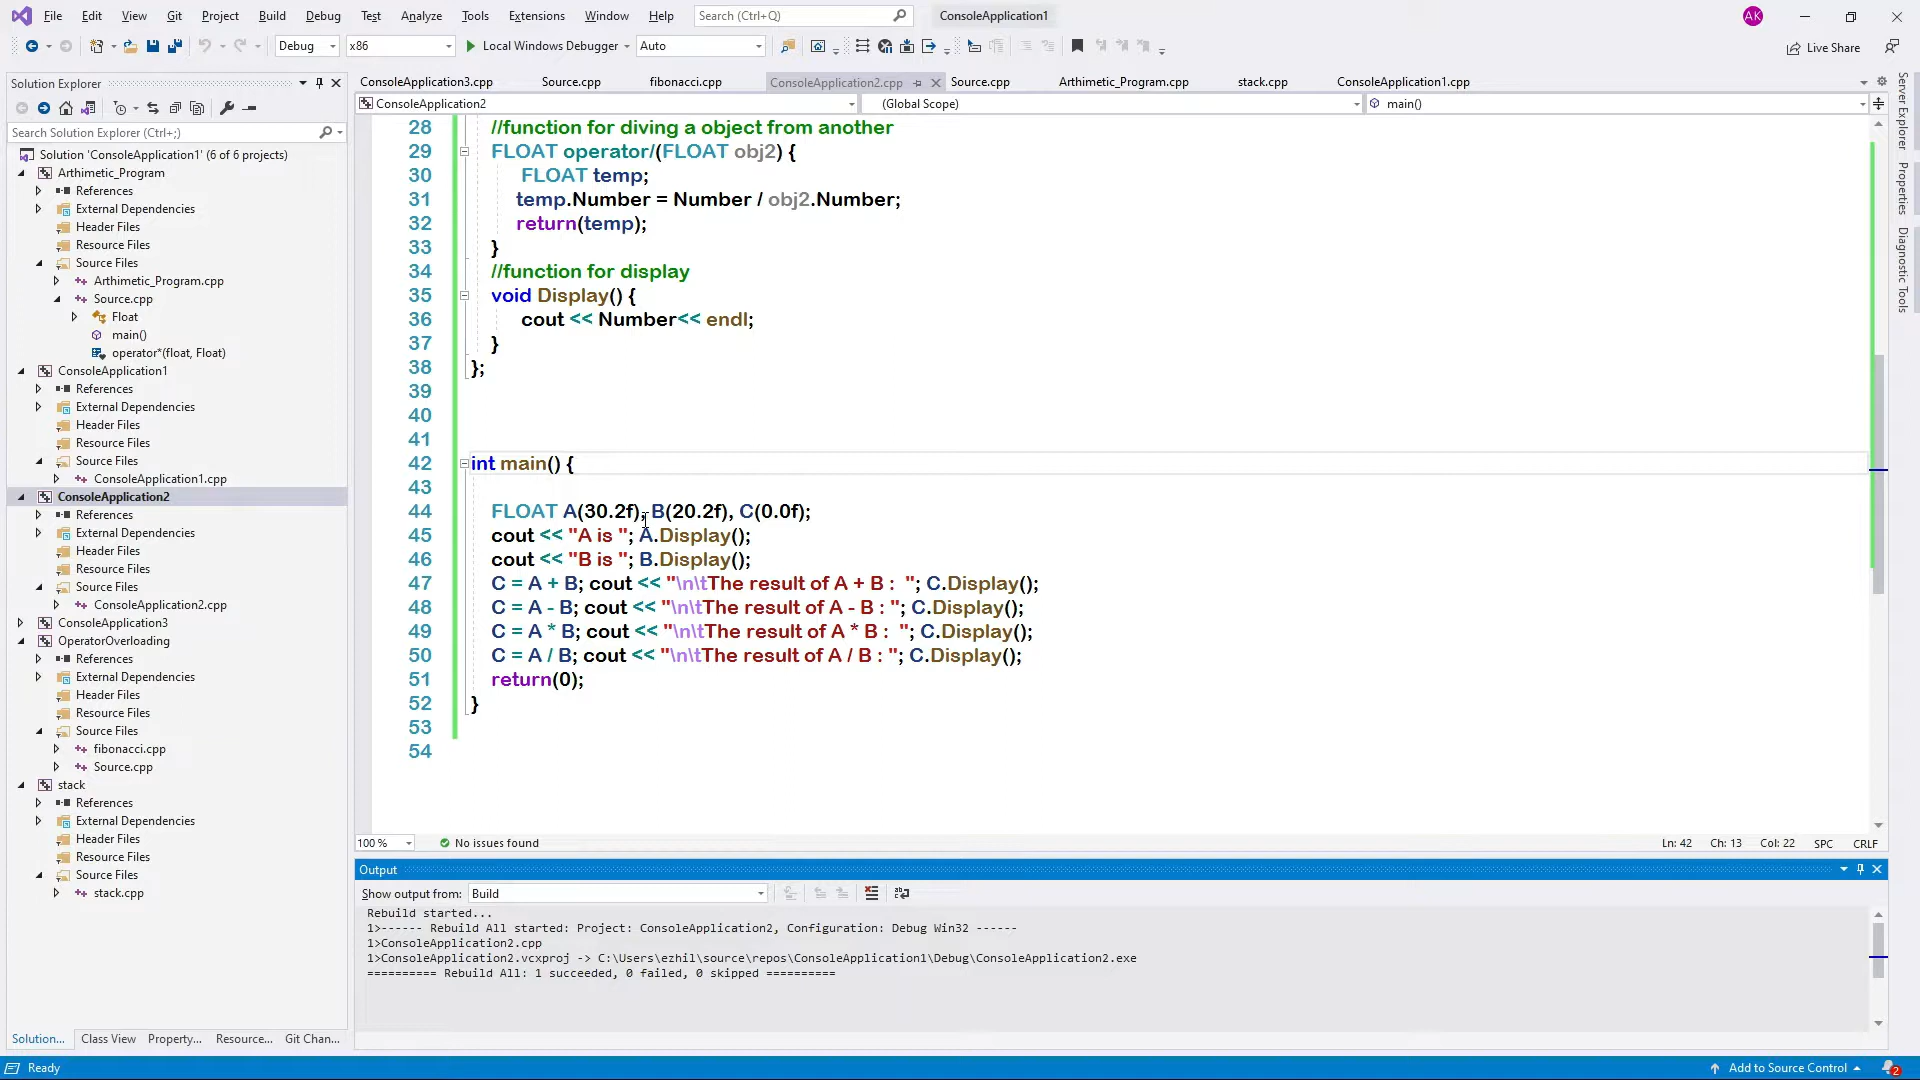 File Edit View Git Project Build Debug Test Analyze Tools Extensions Window Help Search (Ctrl+Q) ConsoleApplication1 AK
Debug x86 Local Windows Debugger Auto Live Share
Solution Explorer
Search Solution Explorer (Ctrl+;)
Solution 'ConsoleApplication1' (6 of 6 projects)
Arthimetic_Program
References
External Dependencies
Header Files
Resource Files
Source Files
Arthimetic_Program.cpp
Source.cpp
Float
main()
operator*(float, Float)
ConsoleApplication1
References
External Dependencies
Header Files
Resource Files
Source Files
ConsoleApplication1.cpp
ConsoleApplication2
References
External Dependencies
Header Files
Resource Files
Source Files
ConsoleApplication2.cpp
ConsoleApplication3
OperatorOverloading
References
External Dependencies
Header Files
Resource Files
Source Files
fibonacci.cpp
Source.cpp
stack
References
External Dependencies
Header Files
Resource Files
Source Files
stack.cpp
Solution... Class View Property... Resource... Git Chan...
ConsoleApplication3.cpp Source.cpp fibonacci.cpp ConsoleApplication2.cpp Source.cpp Arthimetic_Program.cpp stack.cpp ConsoleApplication1.cpp
ConsoleApplication2 (Global Scope) main()
28 //function for diving a object from another
29 FLOAT operator/(FLOAT obj2) {
30 FLOAT temp;
31 temp.Number = Number / obj2.Number;
32 return(temp);
33 }
34 //function for display
35 void Display() {
36 cout << Number<< endl;
37 }
38 };
39
40
41
42 int main() {
43
44 FLOAT A(30.2f), B(20.2f), C(0.0f);
45 cout << "A is "; A.Display();
46 cout << "B is "; B.Display();
47 C = A + B; cout << "\n\tThe result of A + B :  "; C.Display();
48 C = A - B; cout << "\n\tThe result of A - B : "; C.Display();
49 C = A * B; cout << "\n\tThe result of A * B :  "; C.Display();
50 C = A / B; cout << "\n\tThe result of A / B : "; C.Display();
51 return(0);
52 }
53
54
100 % No issues found Ln: 42 Ch: 13 Col: 22 SPC CRLF
Output
Show output from: Build
Rebuild started...
1>------ Rebuild All started: Project: ConsoleApplication2, Configuration: Debug Win32 ------
1>ConsoleApplication2.cpp
1>ConsoleApplication2.vcxproj -> C:\Users\ezhil\source\repos\ConsoleApplication1\Debug\ConsoleApplication2.exe
========== Rebuild All: 1 succeeded, 0 failed, 0 skipped ==========
Server Explorer
Properties
Diagnostic Tools
Ready Add to Source Control 2